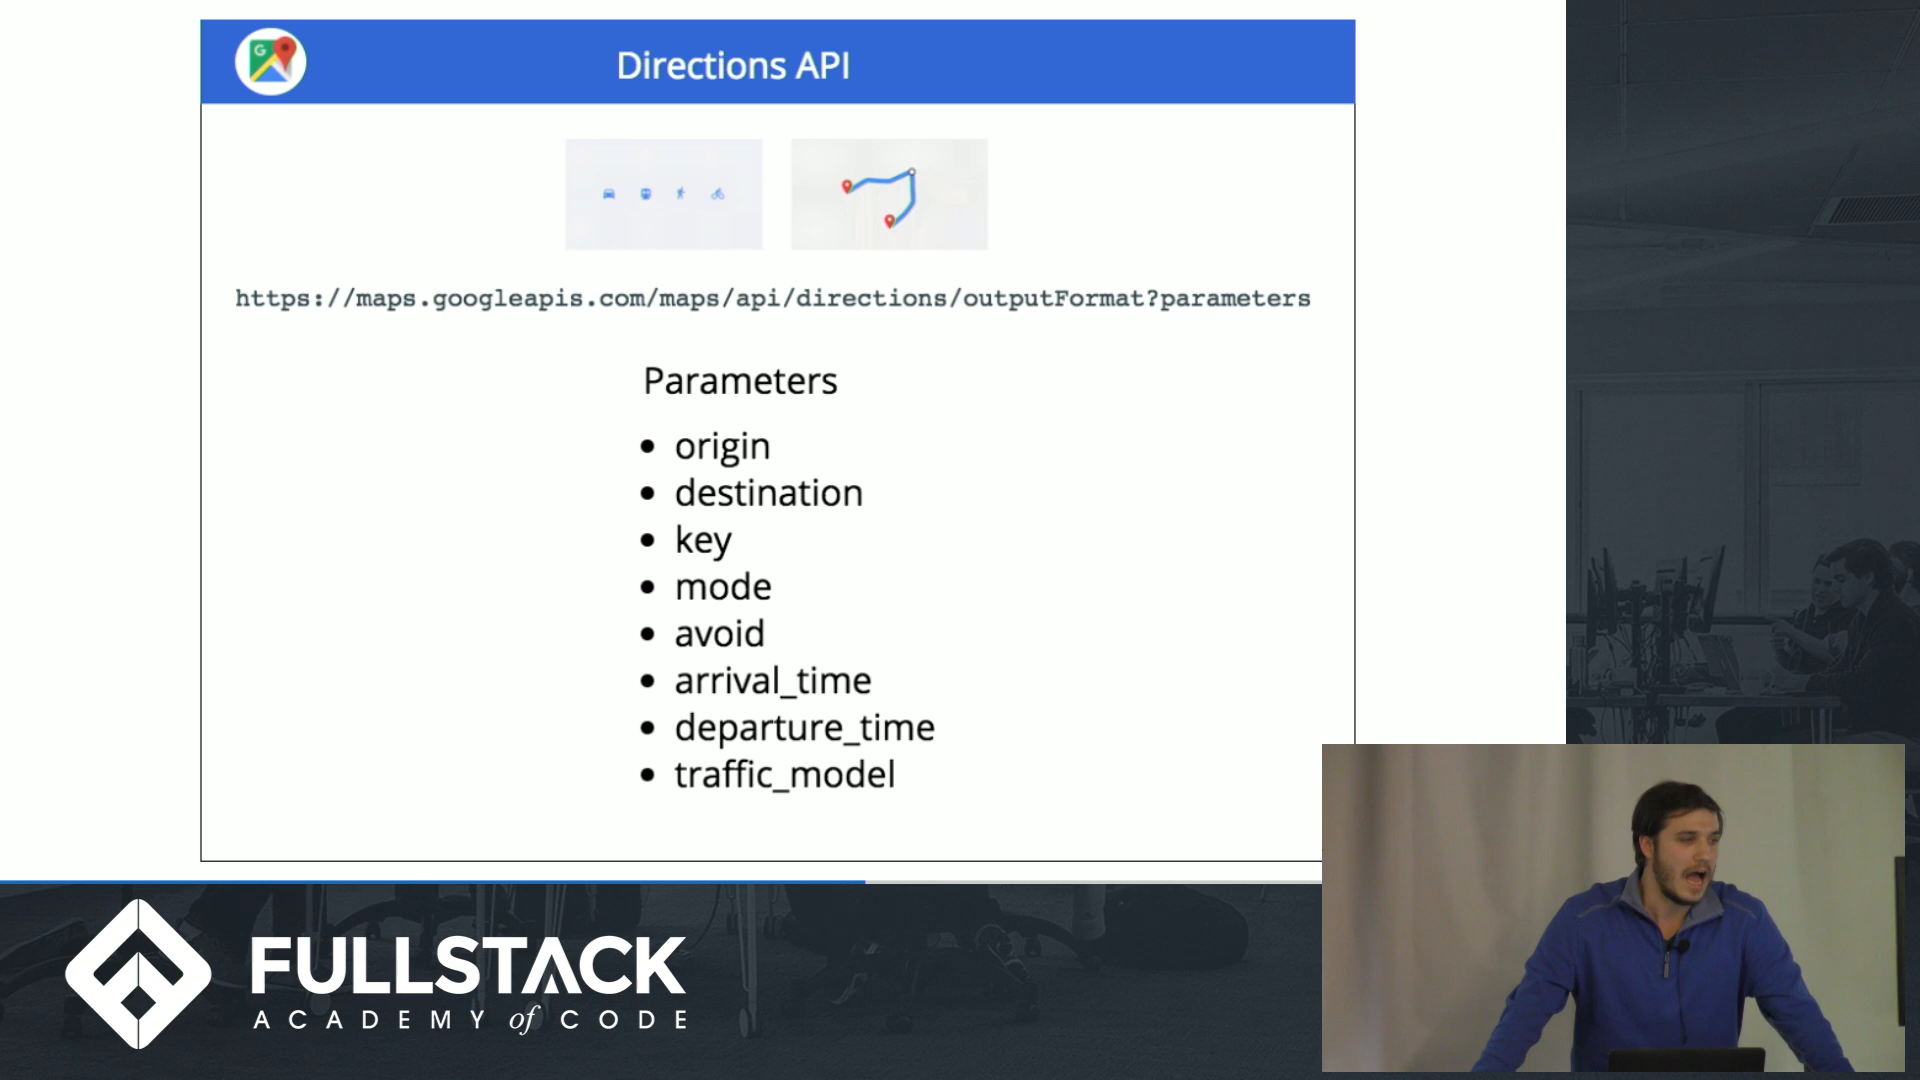 Directions API
https://maps.googleapis.com/maps/api/directions/outputFormat?parameters
Parameters
• origin
• destination
• key
• mode
• avoid
• arrival_time
• departure_time
• traffic_model
FULLSTACK
ACADEMY of CODE